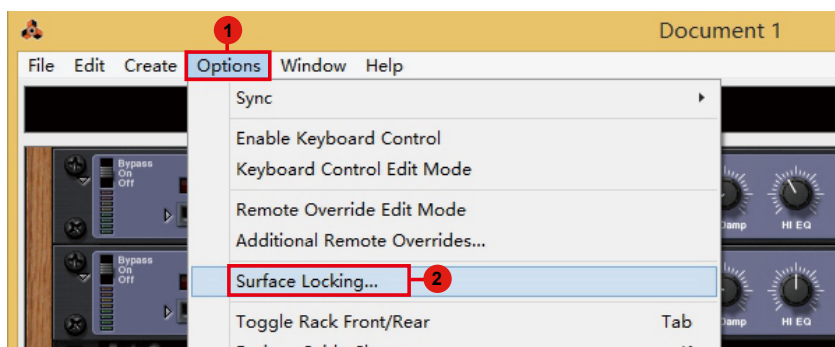 Document 1
1
File Edit Create Options Window Help
Sync
Enable Keyboard Control
Keyboard Control Edit Mode
Remote Override Edit Mode
Additional Remote Overrides...
Surface Locking... 2
Toggle Rack Front/Rear Tab
Bypass
On
Off
Damp HI EQ
Bypass
On
Off
Damp HI EQ